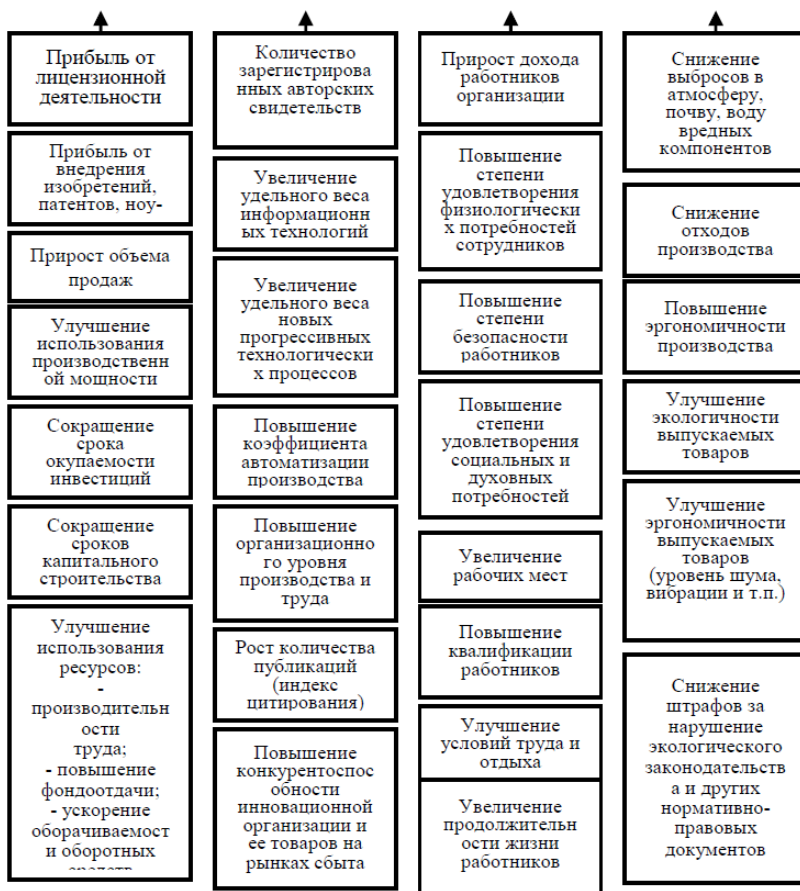 Прибыль от
лицензионной
деятельности
Прибыль от
внедрения
изобретений,
патентов, ноу-
Прирост объема
продаж
Улучшение
использования
производственн
ой мощности
Сокращение
срока
окупаемости
инвестиций
Сокращение
сроков
капитального
строительства
Улучшение
использования
ресурсов:
-
производительн
ости
труда;
- повышение
фондоотдачи;
- ускорение
оборачиваемост
и оборотных
Количество
зарегистрирова
нных авторских
свидетельств
Увеличение
удельного веса
информационн
ых технологий
Увеличение
удельного веса
новых
прогрессивных
технологически
х процессов
Повышение
коэффициента
автоматизации
производства
Повышение
организационно
го уровня
производства и
труда
Рост количества
публикаций
(индекс
цитирования)
Повышение
конкурентоспос
обности
инновационной
организации и
ее товаров на
рынках сбыта
Прирост дохода
работников
организации
Повышение
степени
удовлетворения
физиологически
х потребностей
сотрудников
Повышение
степени
безопасности
работников
Повышение
степени
удовлетворения
социальных и
духовных
потребностей
Увеличение
рабочих мест
Повышение
квалификации
работников
Улучшение
условий труда и
отдыха
Увеличение
продолжительн
ости жизни
работников
Снижение
выбросов в
атмосферу,
почву, воду
вредных
компонентов
Снижение
отходов
производства
Повышение
эргономичности
производства
Улучшение
экологичности
выпускаемых
товаров
Улучшение
эргономичности
выпускаемых
товаров
(уровень шума,
вибрации и т.п.)
Снижение
штрафов за
нарушение
экологического
законодательств
а и других
нормативно-
правовых
документов